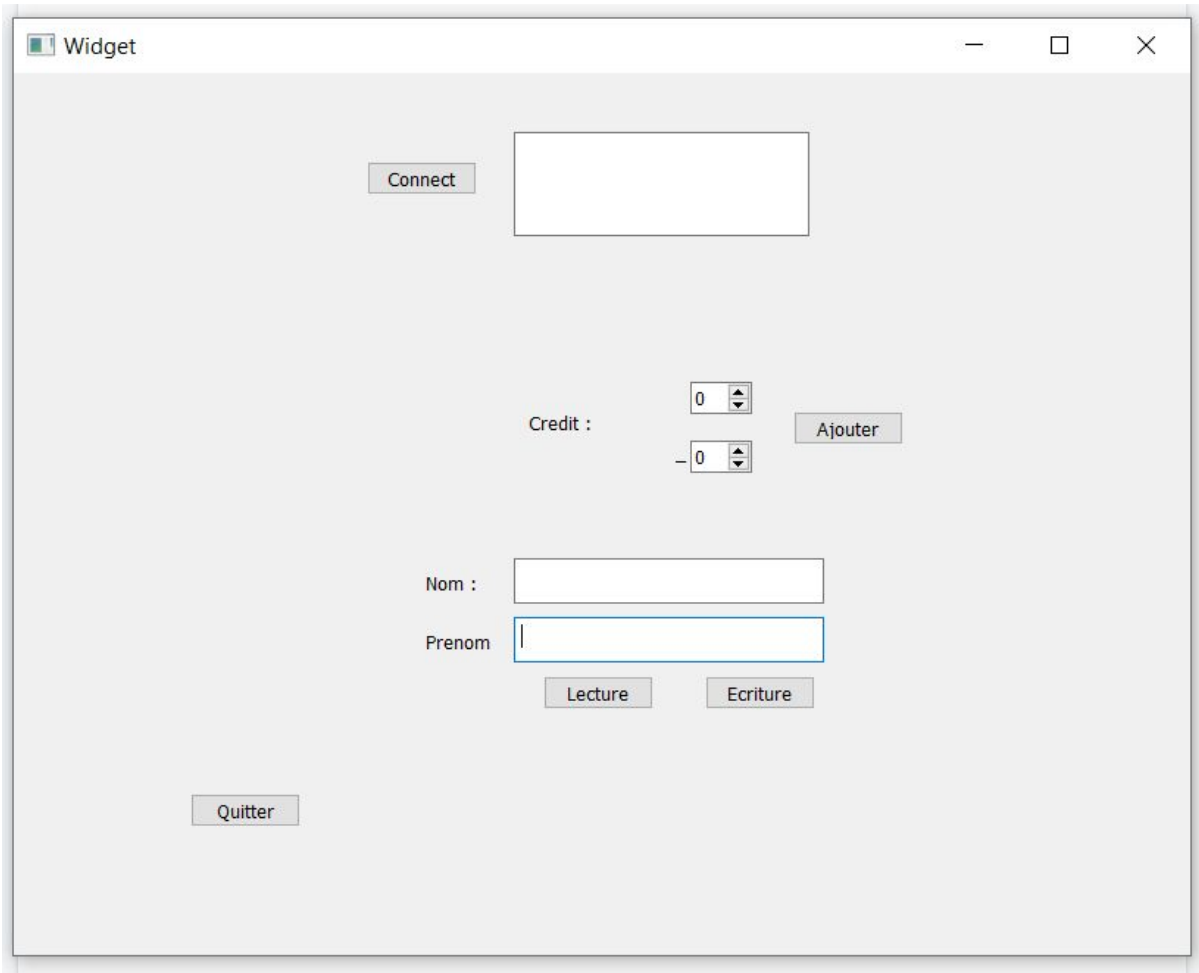 Widget
Connect
0
Credit :
Ajouter
_ 0
Nom :
Prenom
Lecture Ecriture
Quitter